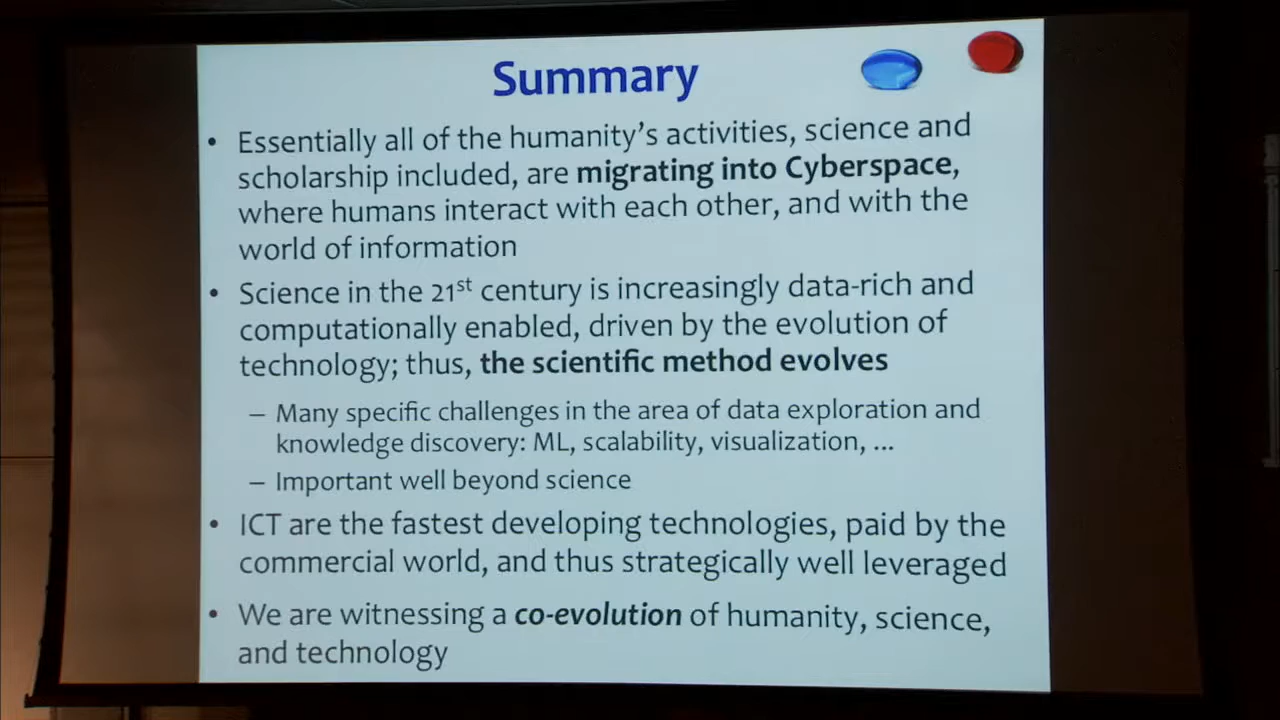 Summary
• Essentially all of the humanity's activities, science and
scholarship included, are migrating into Cyberspace,
where humans interact with each other, and with the
world of information
• Science in the 21st century is increasingly data-rich and
computationally enabled, driven by the evolution of
technology; thus, the scientific method evolves
– Many specific challenges in the area of data exploration and
knowledge discovery: ML, scalability, visualization, ...
– Important well beyond science
• ICT are the fastest developing technologies, paid by the
commercial world, and thus strategically well leveraged
• We are witnessing a co-evolution of humanity, science,
and technology